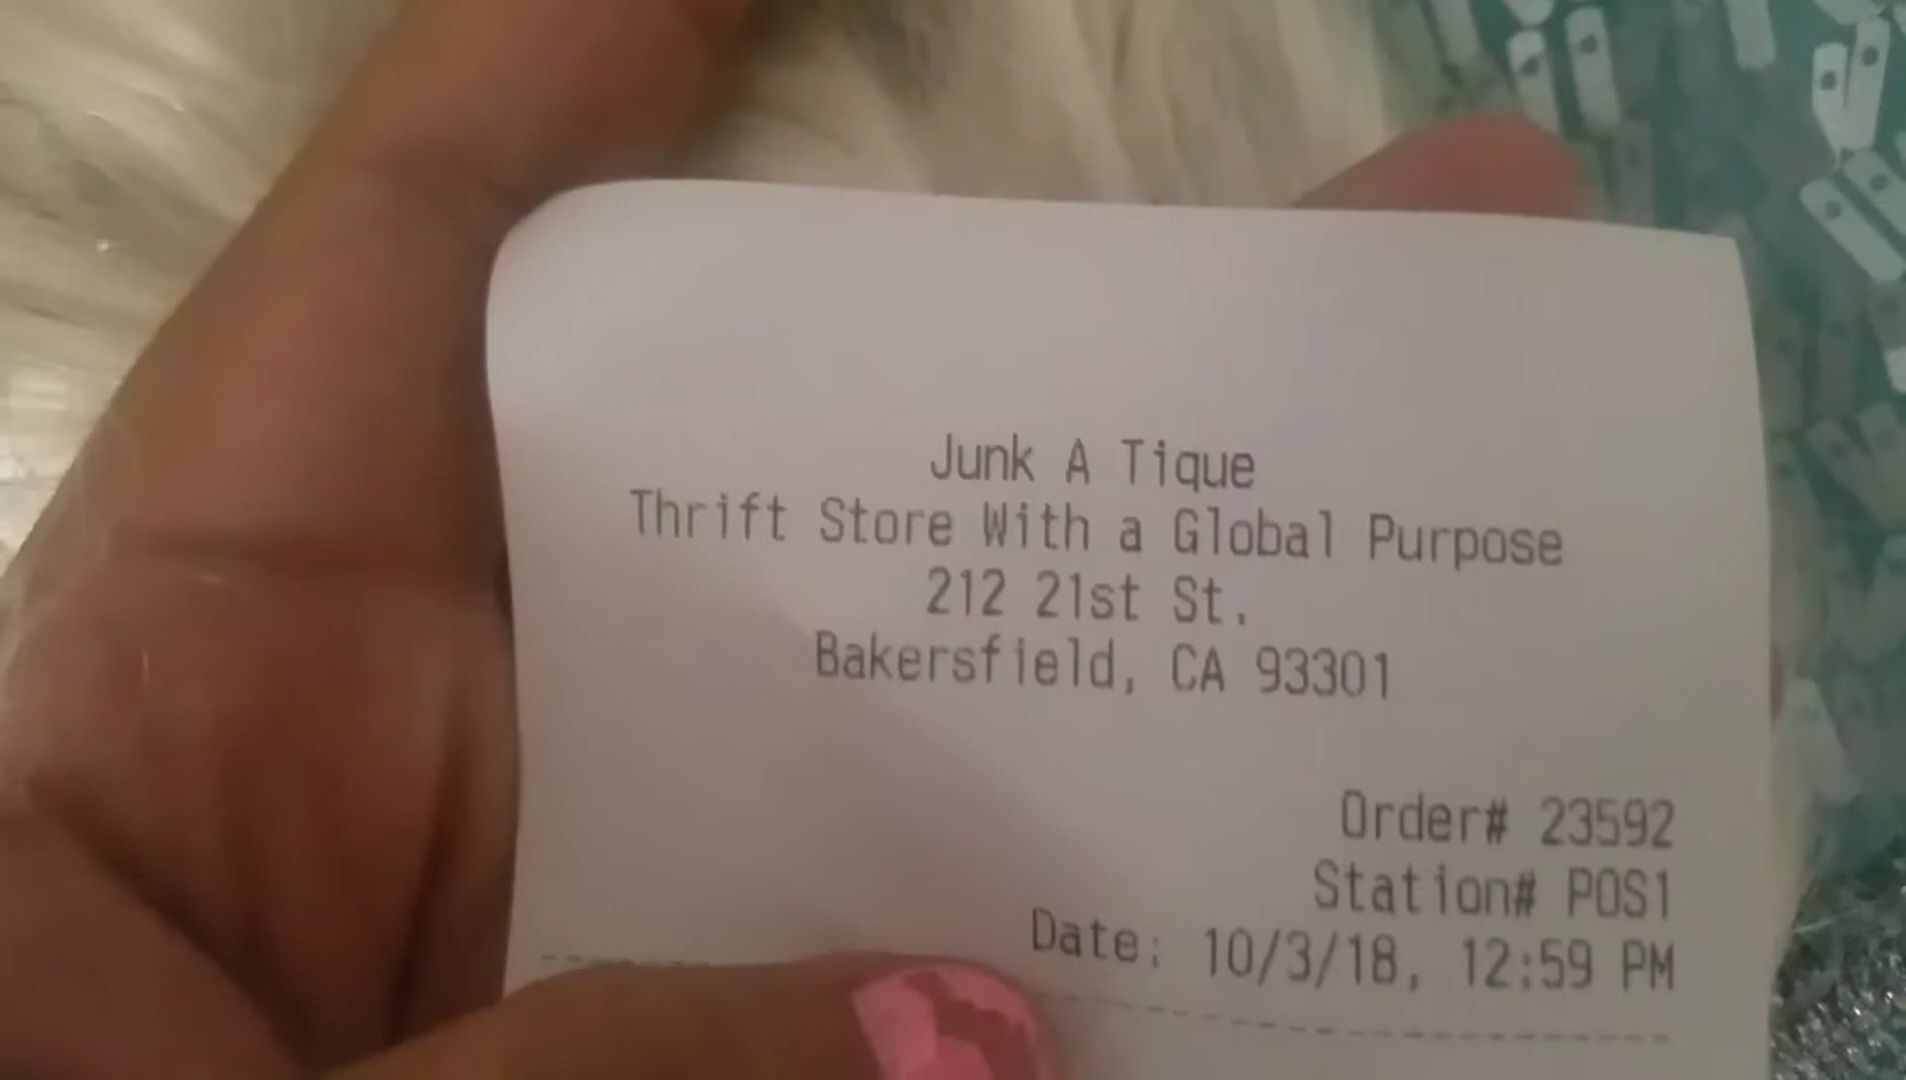 Junk A Tique
Thrift Store With a Global Purpose
212 21st St.
Bakersfield, CA 93301
Order# 23592
Station# POS1
Date: 10/3/18, 12:59 PM